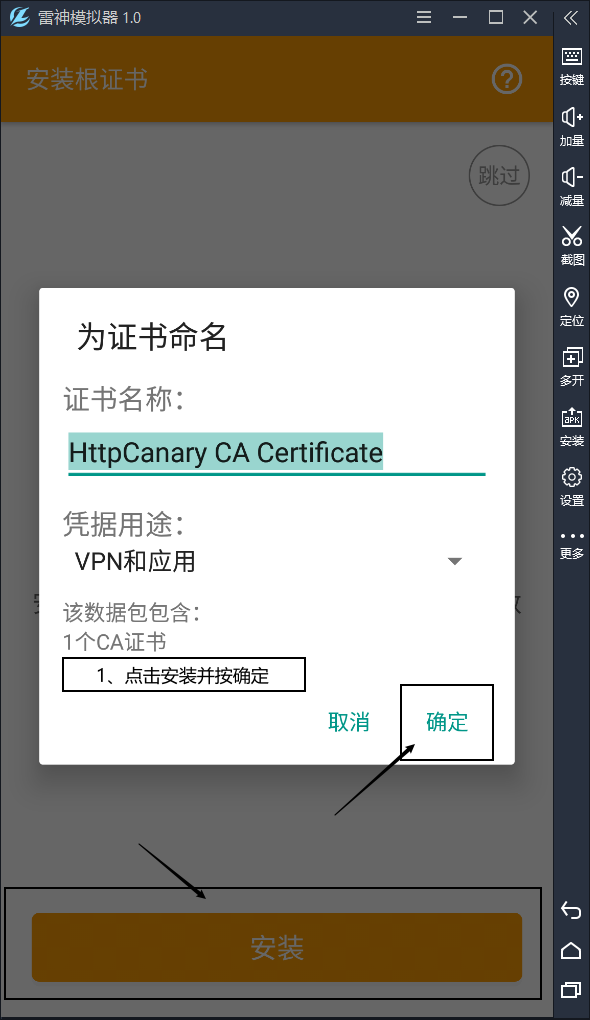 雷神模拟器 1.0
安装根证书
跳过
为证书命名
证书名称：
HttpCanary CA Certificate
凭据用途：
VPN和应用
该数据包包含：
1个CA证书
1、点击安装并按确定
取消
确定
安装
按键
加量
减量
截图
定位
多开
APK
安装
设置
更多